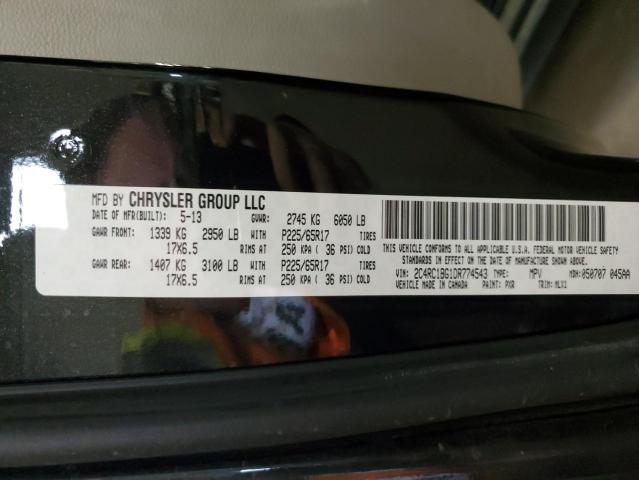 MFD BY CHRYSLER GROUP LLC
DATE OF MFR(BUILT): 5-13 GVWR: 2745 KG 6050 LB
GAWR FRONT: 1339 KG 2950 LB WITH P225/65R17 TIRES
17X6.5 RIMS AT 250 KPA ( 36 PSI) COLD
GAWR REAR: 1407 KG 3100 LB WITH P225/65R17 TIRES
17X6.5 RIMS AT 250 KPA ( 36 PSI) COLD
THIS VEHICLE CONFORMS TO ALL APPLICABLE U.S.A. FEDERAL MOTOR VEHICLE SAFETY
STANDARDS IN EFFECT ON THE DATE OF MANUFACTURE SHOWN ABOVE.
VIN: 2C4RC1BG1DR774543 TYPE: MPV MDH: 050707 045AA
VEHICLE MADE IN CANADA PAINT: PXR TRIM: MLX1